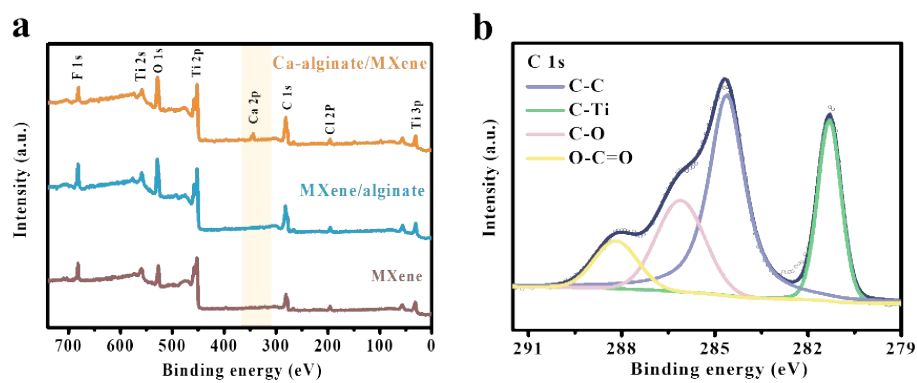 a
Ca-alginate/MXene
F 1s
Ti 2s
O 1s
Ti 2p
Ca 2p
C 1s
Cl 2P
Ti 3p
MXene/alginate
MXene
Intensity (a.u.)
700 600 500 400 300 200 100 0
Binding energy (eV)
b
C 1s
C-C
C-Ti
C-O
O-C=O
Intensity (a.u.)
291 288 285 282 279
Binding energy (eV)